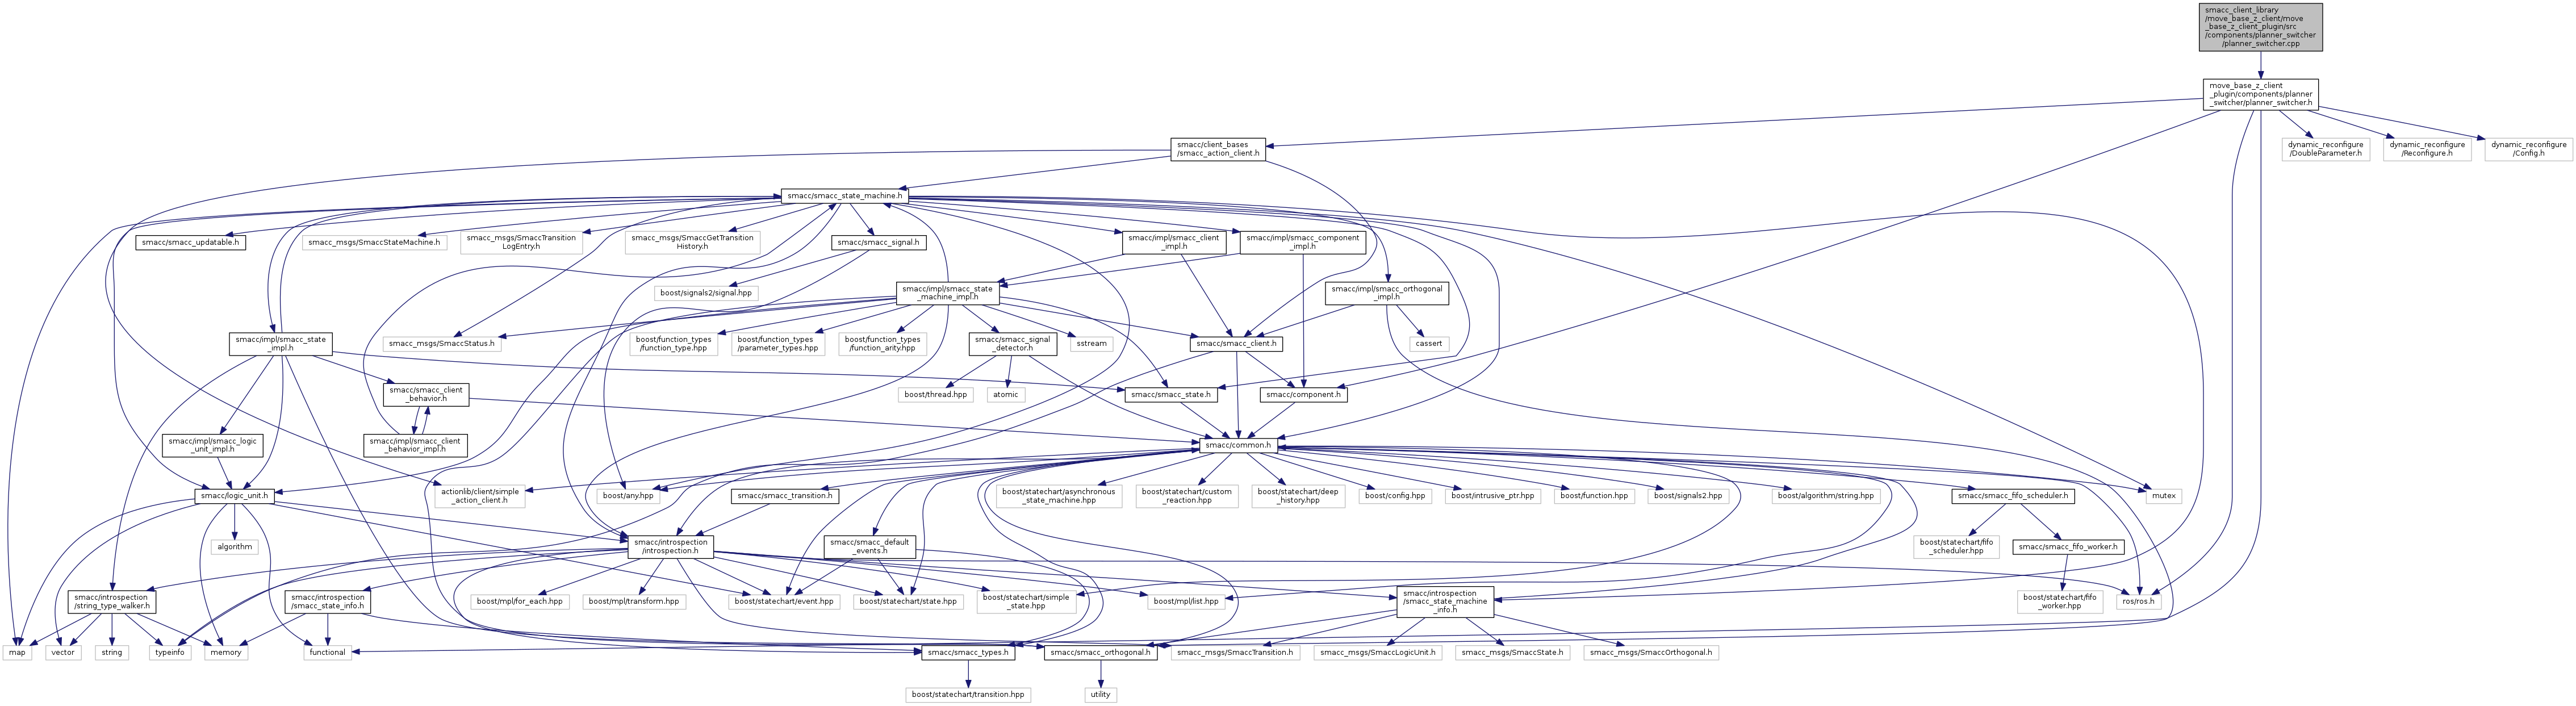 smacc_client_library
/move_base_z_client/move
_base_z_client_plugin/src
/components/planner_switcher
/planner_switcher.cpp
move_base_z_client
_plugin/components/planner
_switcher/planner_switcher.h
smacc/client_bases
/smacc_action_client.h
dynamic_reconfigure
/DoubleParameter.h
dynamic_reconfigure
/Reconfigure.h
dynamic_reconfigure
/Config.h
smacc/smacc_state_machine.h
smacc/smacc_updatable.h
smacc_msgs/SmaccStateMachine.h
smacc_msgs/SmaccTransition
LogEntry.h
smacc_msgs/SmaccGetTransition
History.h
smacc/smacc_signal.h
smacc/impl/smacc_client
_impl.h
smacc/impl/smacc_component
_impl.h
boost/signals2/signal.hpp
smacc/impl/smacc_state
_machine_impl.h
smacc/impl/smacc_orthogonal
_impl.h
smacc/impl/smacc_state
_impl.h
smacc_msgs/SmaccStatus.h
boost/function_types
/function_type.hpp
boost/function_types
/parameter_types.hpp
boost/function_types
/function_arity.hpp
smacc/smacc_signal
_detector.h
sstream
smacc/smacc_client.h
cassert
smacc/smacc_client
_behavior.h
boost/thread.hpp
atomic
smacc/smacc_state.h
smacc/component.h
smacc/impl/smacc_logic
_unit_impl.h
smacc/impl/smacc_client
_behavior_impl.h
smacc/common.h
smacc/logic_unit.h
actionlib/client/simple
_action_client.h
boost/any.hpp
smacc/smacc_transition.h
boost/statechart/asynchronous
_state_machine.hpp
boost/statechart/custom
_reaction.hpp
boost/statechart/deep
_history.hpp
boost/config.hpp
boost/intrusive_ptr.hpp
boost/function.hpp
boost/signals2.hpp
boost/algorithm/string.hpp
smacc/smacc_fifo_scheduler.h
mutex
algorithm
smacc/introspection
/introspection.h
smacc/smacc_default
_events.h
boost/statechart/fifo
_scheduler.hpp
smacc/smacc_fifo_worker.h
smacc/introspection
/string_type_walker.h
smacc/introspection
/smacc_state_info.h
boost/mpl/for_each.hpp
boost/mpl/transform.hpp
boost/statechart/event.hpp
boost/statechart/state.hpp
boost/statechart/simple
_state.hpp
boost/mpl/list.hpp
smacc/introspection
/smacc_state_machine
_info.h
boost/statechart/fifo
_worker.hpp
ros/ros.h
map
vector
string
typeinfo
memory
functional
smacc/smacc_types.h
smacc/smacc_orthogonal.h
smacc_msgs/SmaccTransition.h
smacc_msgs/SmaccLogicUnit.h
smacc_msgs/SmaccState.h
smacc_msgs/SmaccOrthogonal.h
boost/statechart/transition.hpp
utility